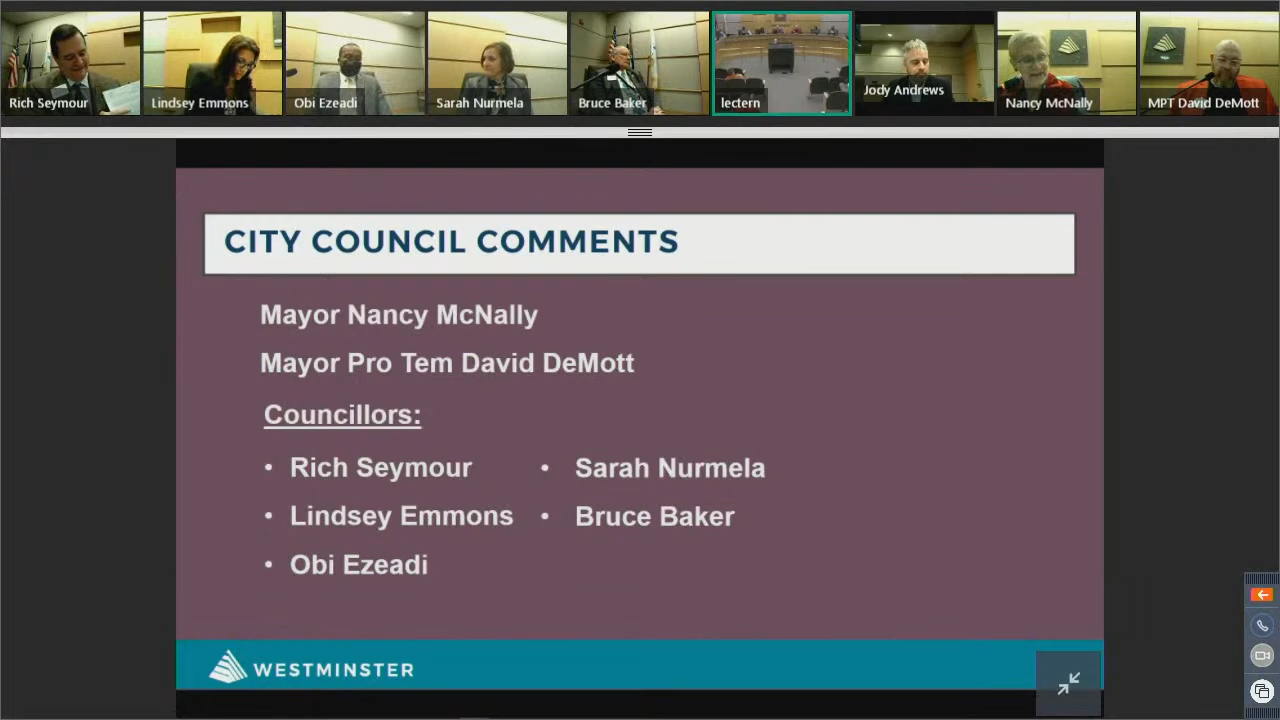 Rich Seymour
Lindsey Emmons
Obi Ezeadi
Sarah Nurmela
Bruce Baker
lectern
Jody Andrews
Nancy McNally
MPT David DeMott
CITY COUNCIL COMMENTS
Mayor Nancy McNally
Mayor Pro Tem David DeMott
Councillors:
• Rich Seymour
• Sarah Nurmela
• Lindsey Emmons
• Bruce Baker
• Obi Ezeadi
WESTMINSTER